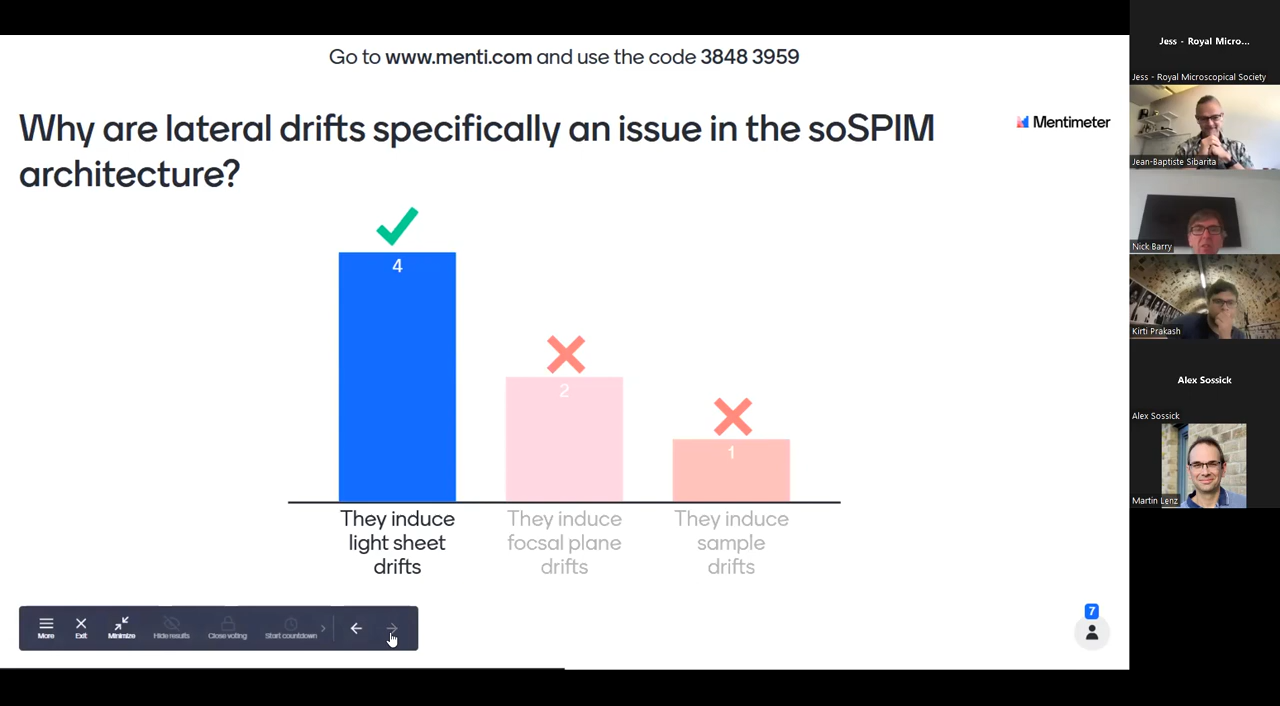 Go to www.menti.com and use the code 3848 3959
Why are lateral drifts specifically an issue in the soSPIM
architecture?
Mentimeter
4
2
1
They induce
light sheet
drifts
They induce
focsal plane
drifts
They induce
sample
drifts
More
Exit
Minimize
Hide results
Close voting
Start countdown
7
Jess - Royal Micro...
Jess - Royal Microscopical Society
Jean-Baptiste Sibarita
Nick Barry
Kirti Prakash
Alex Sossick
Alex Sossick
Martin Lenz